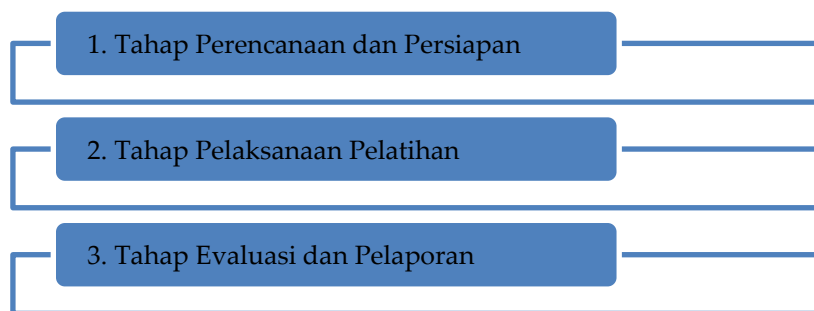 1. Tahap Perencanaan dan Persiapan
2. Tahap Pelaksanaan Pelatihan
3. Tahap Evaluasi dan Pelaporan